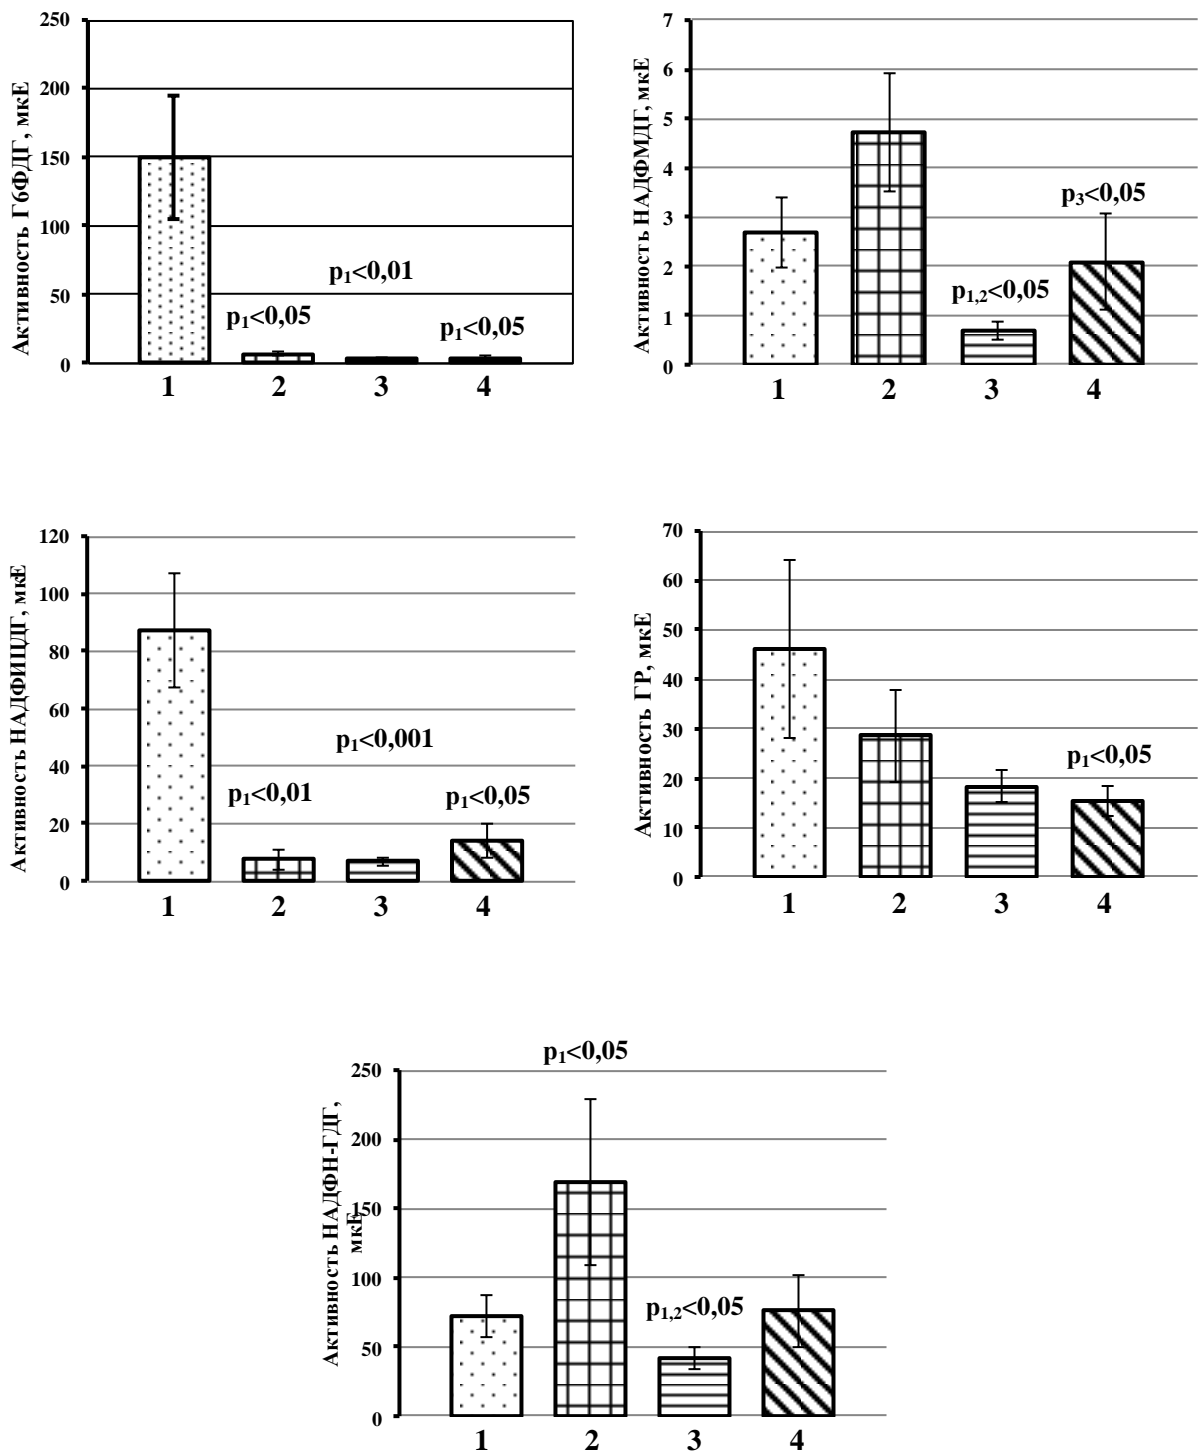 Активность Г6ФДГ, мкЕ
250
200
150
100
50
0
p₁<0,05
p₁<0,01
p₁<0,05
1 2 3 4
Активность НАДФМДГ, мкЕ
7
6
5
4
3
2
1
0
p₁,₂<0,05
p₃<0,05
1 2 3 4
Активность НАДФИЦДГ, мкЕ
120
100
80
60
40
20
0
p₁<0,01
p₁<0,001
p₁<0,05
1 2 3 4
Активность ГР, мкЕ
70
60
50
40
30
20
10
0
p₁<0,05
1 2 3 4
Активность НАДФН-ГДГ,
мкЕ
250
200
150
100
50
0
p₁<0,05
p₁,₂<0,05
1 2 3 4